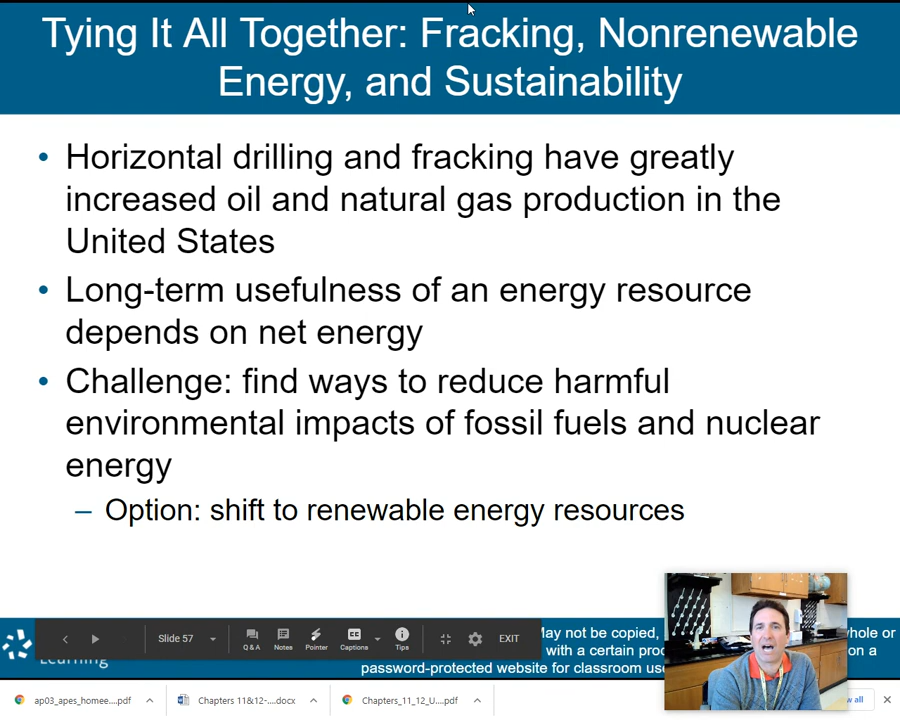 Tying It All Together: Fracking, Nonrenewable
Energy, and Sustainability
• Horizontal drilling and fracking have greatly
increased oil and natural gas production in the
United States
• Long-term usefulness of an energy resource
depends on net energy
• Challenge: find ways to reduce harmful
environmental impacts of fossil fuels and nuclear
energy
– Option: shift to renewable energy resources
May not be copied, whole or
with a certain on a
password-protected website for classroom
Slide 57
Q & A Notes Pointer Captions Tips EXIT
Learning
ap03_apes_homee....pdf Chapters 11&12-....docx Chapters_11_12_U....pdf all